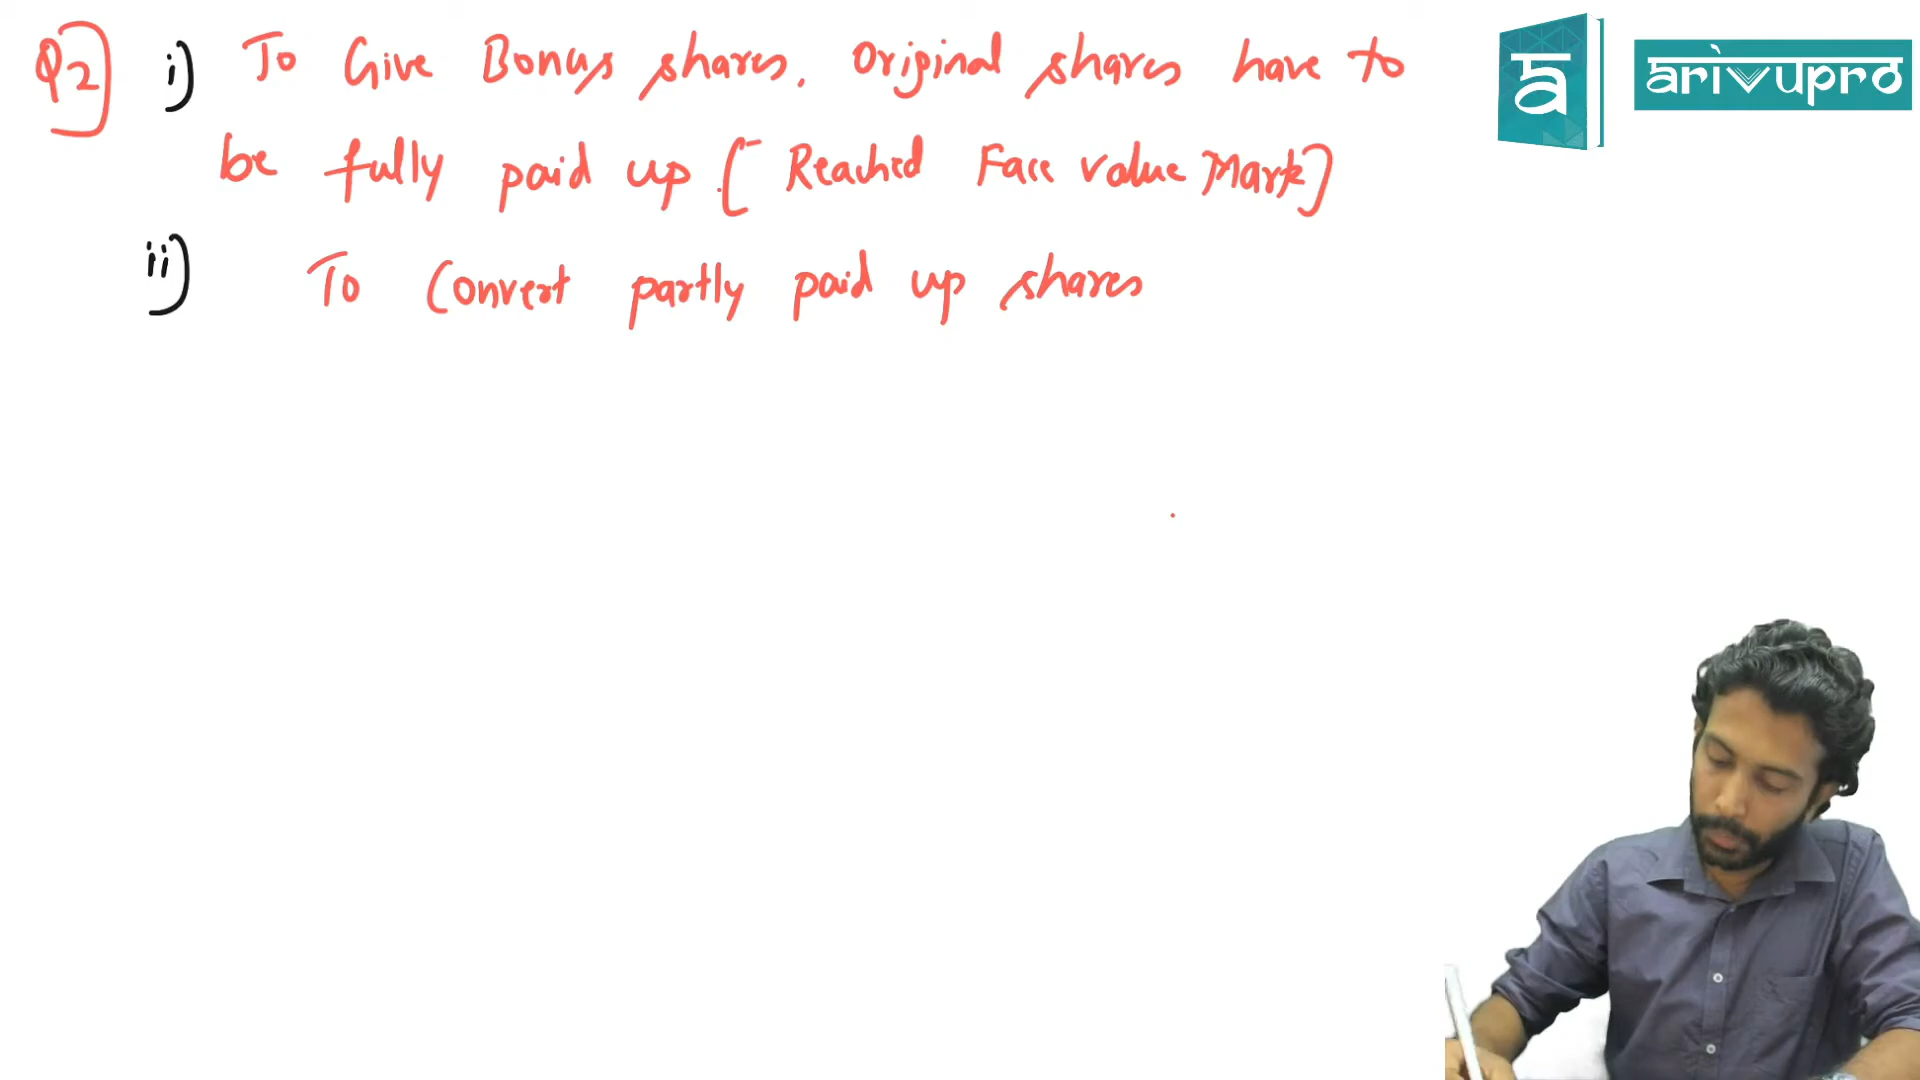 Q2] i) To Give Bonus shares. Original shares have to
be fully paid up [Reached Face value Mark]
ii) To Convert partly paid up shares
arivupro